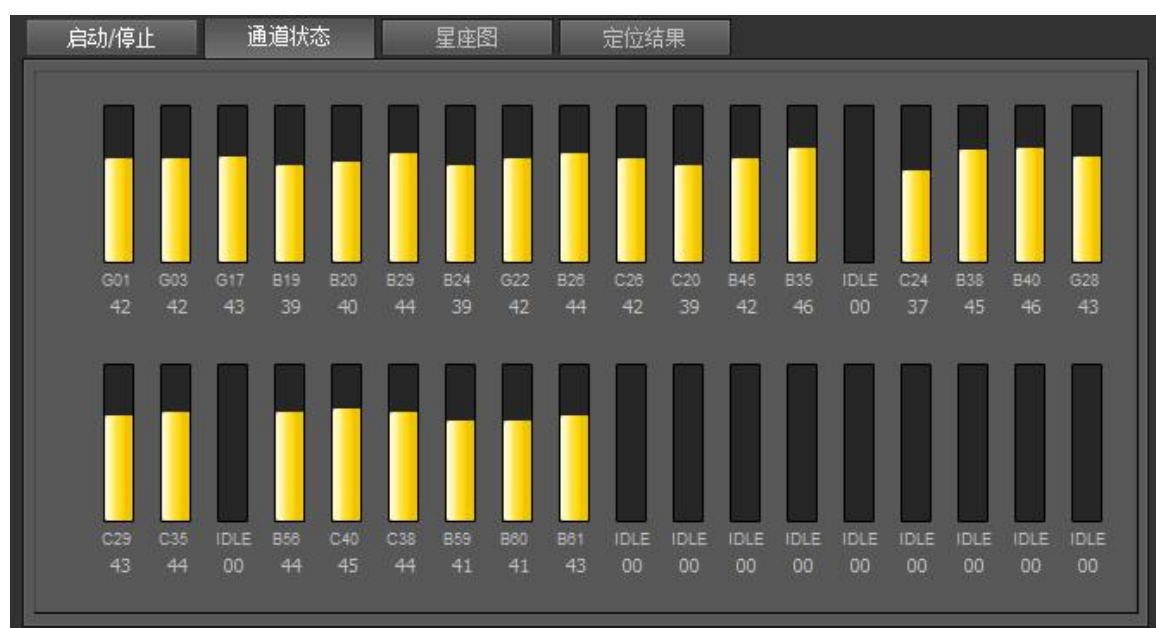 启动/停止 通道状态 星座图 定位结果
G01 G03 G17 B19 B20 B29 B24 G22 B26 C26 C20 B45 B35 IDLE C24 B38 B40 G28
42 42 43 39 40 44 39 42 44 42 39 42 46 00 37 45 46 43
C29 C35 IDLE B56 C40 C38 B59 B60 B61 IDLE IDLE IDLE IDLE IDLE IDLE IDLE IDLE IDLE
43 44 00 44 45 44 41 41 43 00 00 00 00 00 00 00 00 00